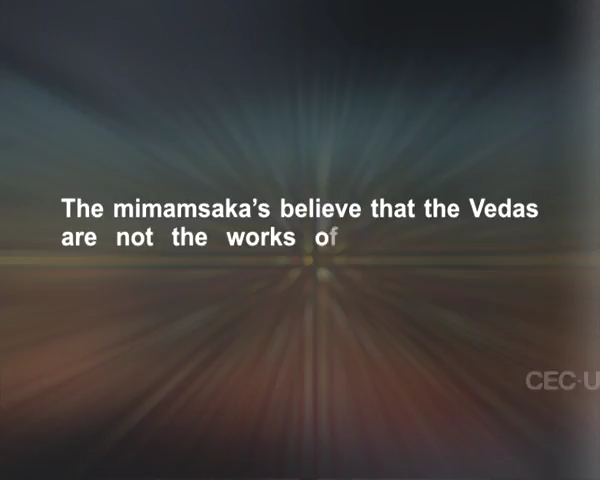 The mimamsaka's believe that the Vedas
are not the works of
CEC-U